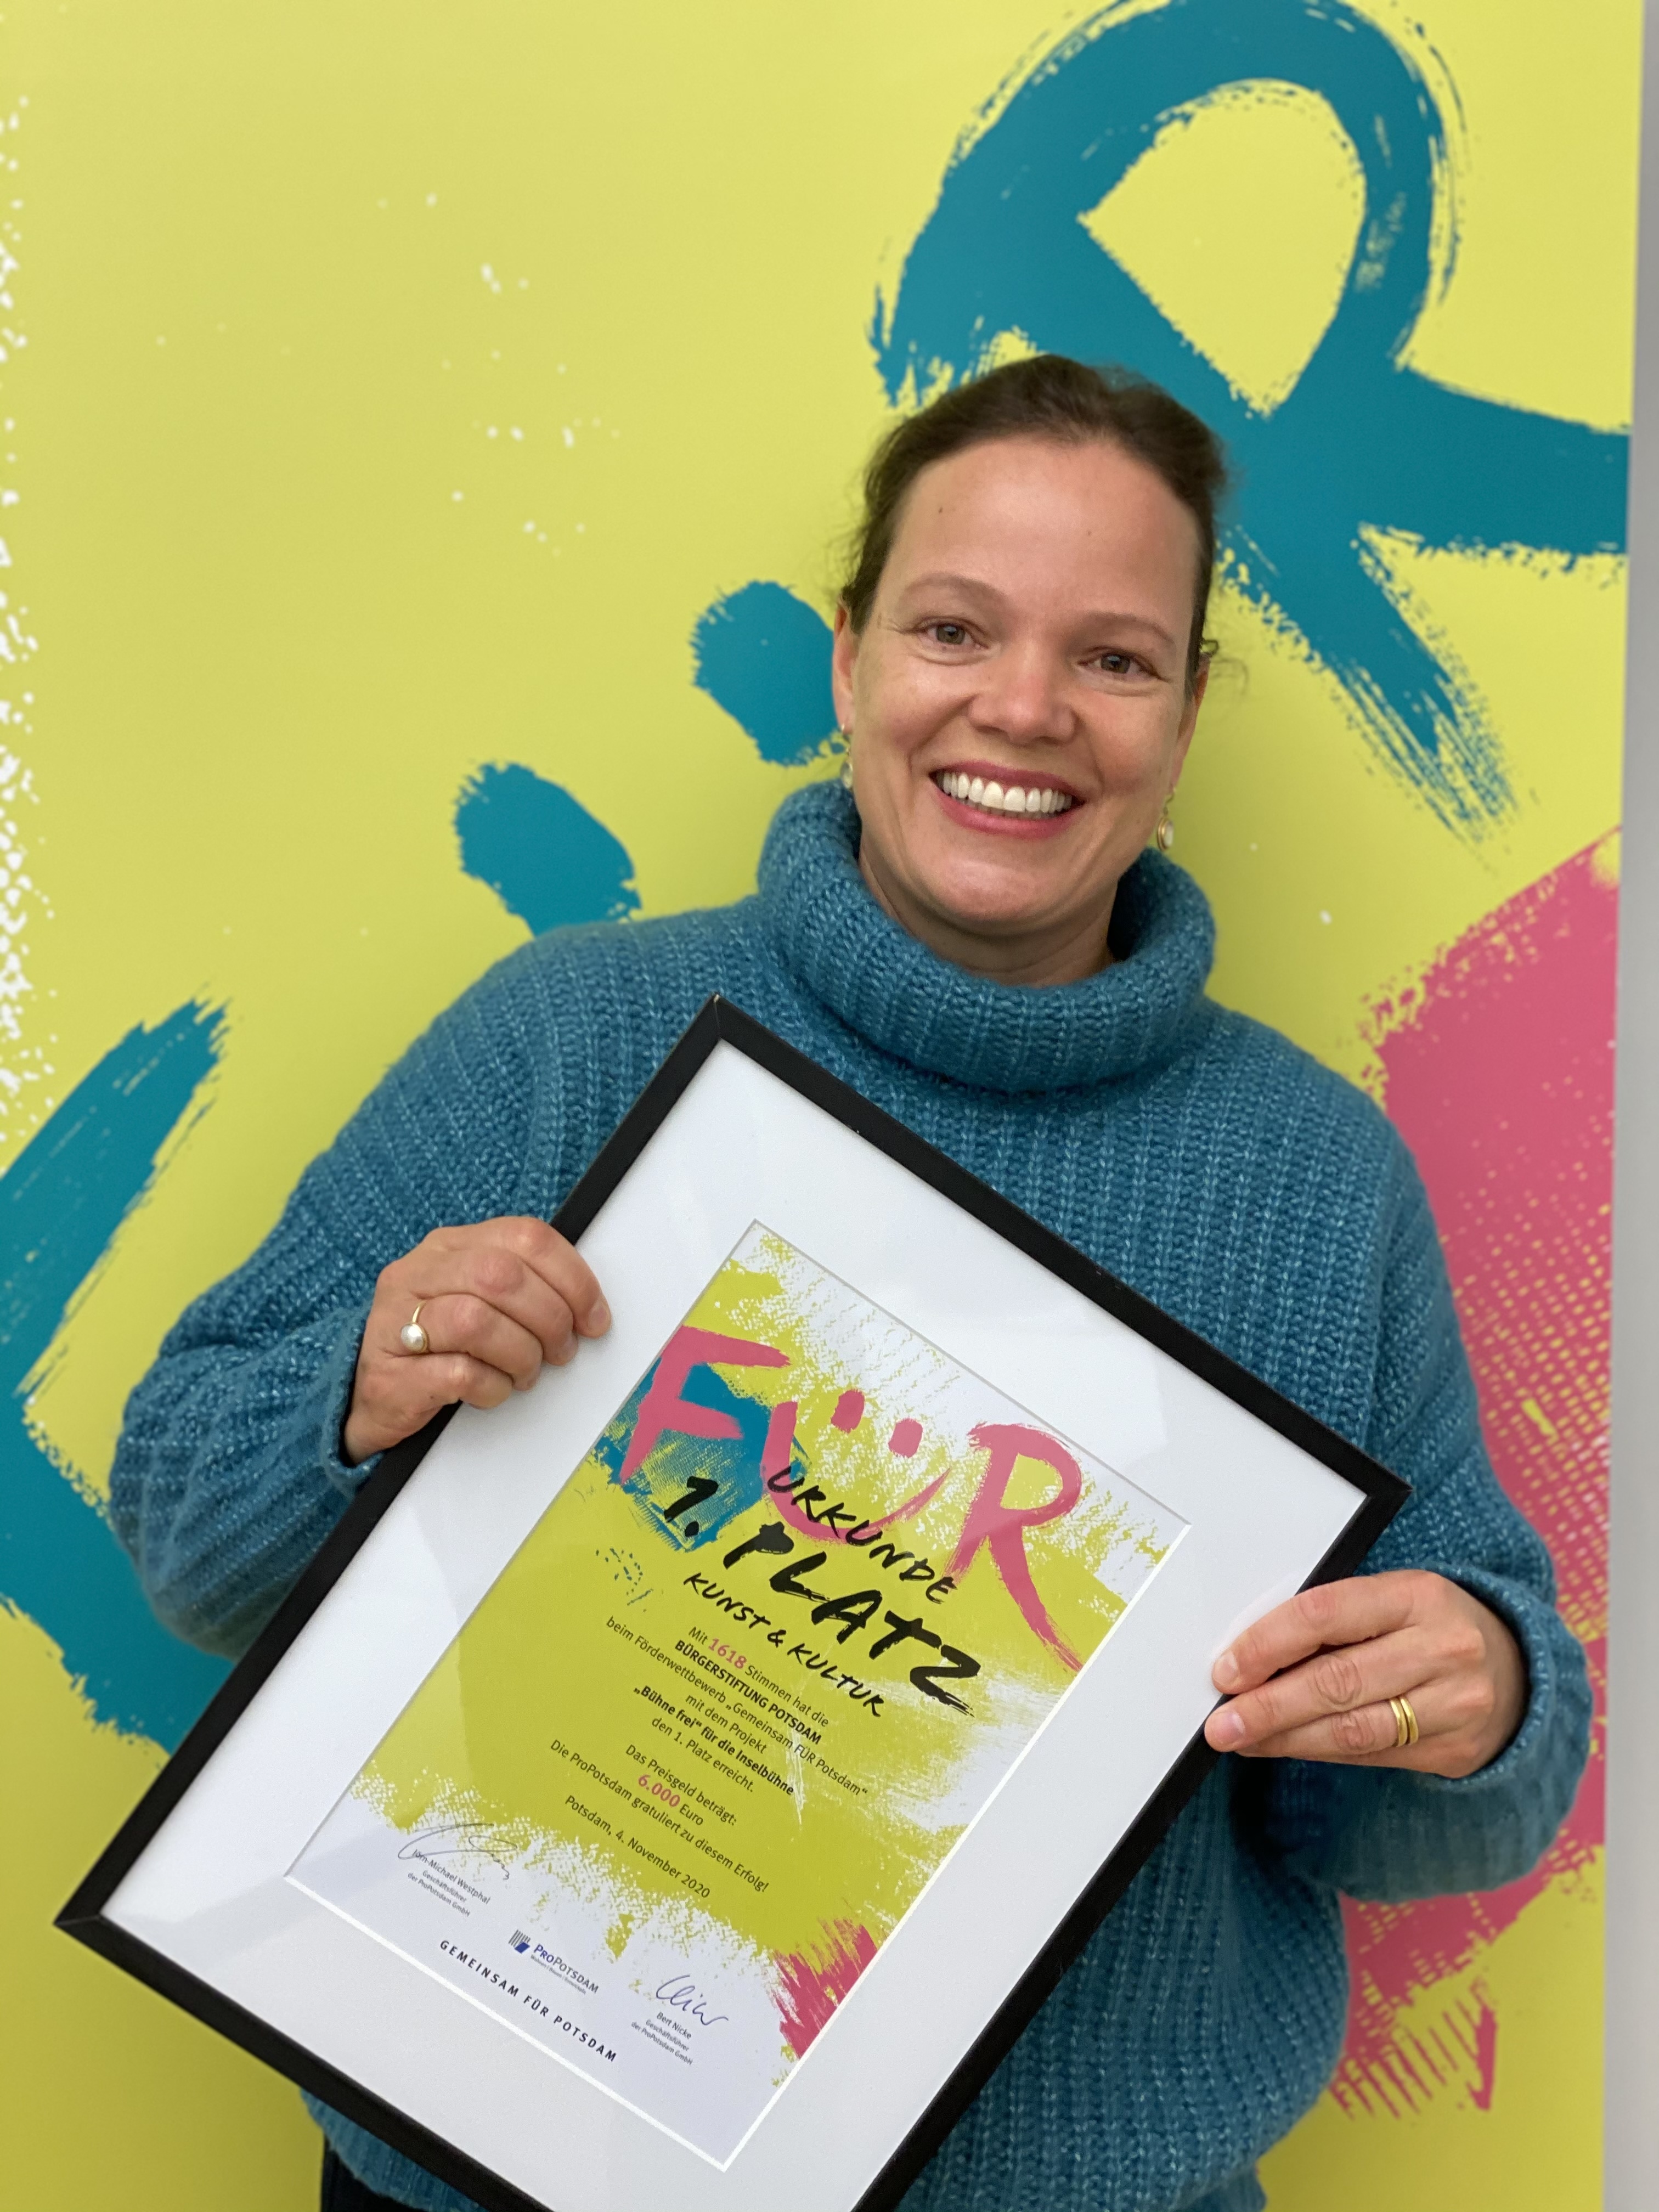 FÜR
URKUNDE
1. PLATZ
KUNST & KULTUR
Mit 1618 Stimmen hat die
BÜRGERSTIFTUNG POTSDAM
beim Förderwettbewerb „Gemeinsam FÜR Potsdam“
mit dem Projekt
„Bühne frei“ für die Inselbühne
den 1. Platz erreicht.
Das Preisgeld beträgt:
6.000 Euro
Die ProPotsdam gratuliert zu diesem Erfolg!
Potsdam, 4. November 2020
Jörn-Michael Westphal
Geschäftsführer
der ProPotsdam GmbH
PROPOTSDAM
Bert Nicke
Geschäftsführer
der ProPotsdam GmbH
GEMEINSAM FÜR POTSDAM